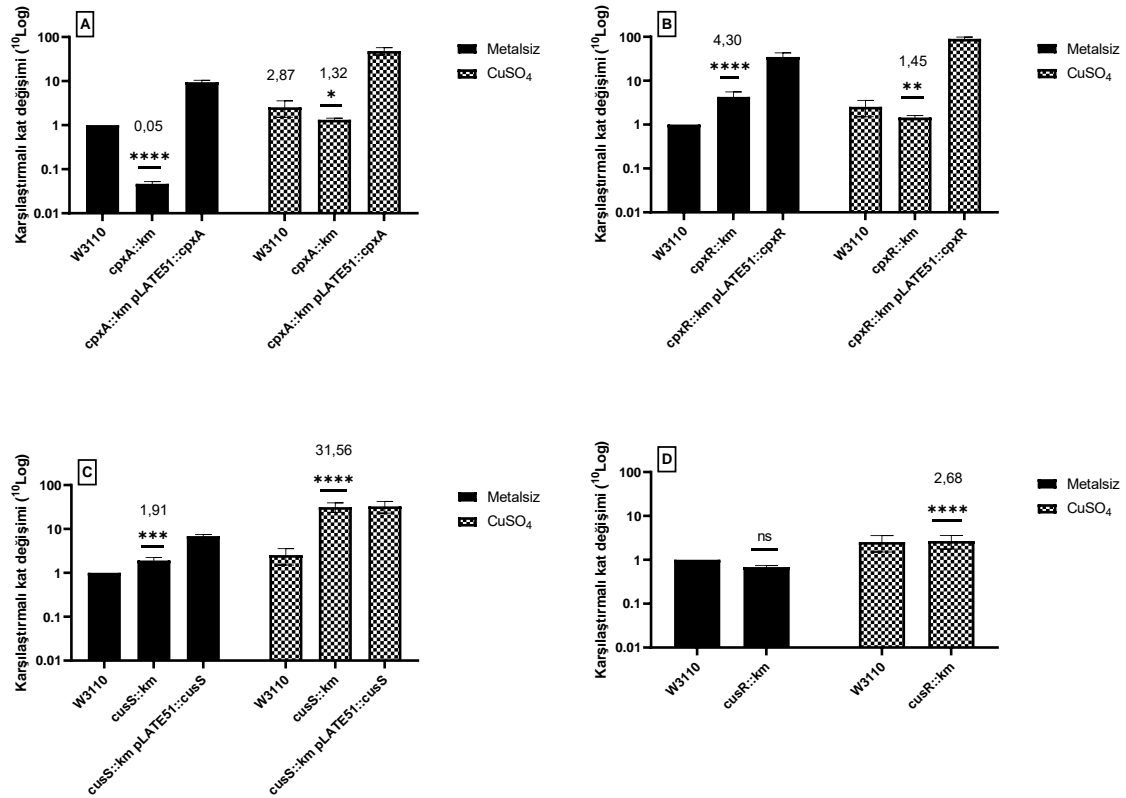 A
Karşılaştırmalı kat değişimi (¹⁰Log)
100
10
1
0.1
0.01
0,05
****
2,87
1,32
*
W3110
cpxA::km
cpxA::km pLATE51::cpxA
W3110
cpxA::km
cpxA::km pLATE51::cpxA
Metalsiz
CuSO₄
B
Karşılaştırmalı kat değişimi (¹⁰Log)
100
10
1
0.1
0.01
4,30
****
1,45
**
W3110
cpxR::km
cpxR::km pLATE51::cpxR
W3110
cpxR::km
cpxR::km pLATE51::cpxR
Metalsiz
CuSO₄
C
Karşılaştırmalı kat değişimi (¹⁰Log)
100
10
1
0.1
0.01
1,91
***
31,56
****
W3110
cusS::km
cusS::km pLATE51::cusS
W3110
cusS::km
cusS::km pLATE51::cusS
Metalsiz
CuSO₄
D
Karşılaştırmalı kat değişimi (¹⁰Log)
100
10
1
0.1
0.01
ns
2,68
****
W3110
cusR::km
W3110
cusR::km
Metalsiz
CuSO₄